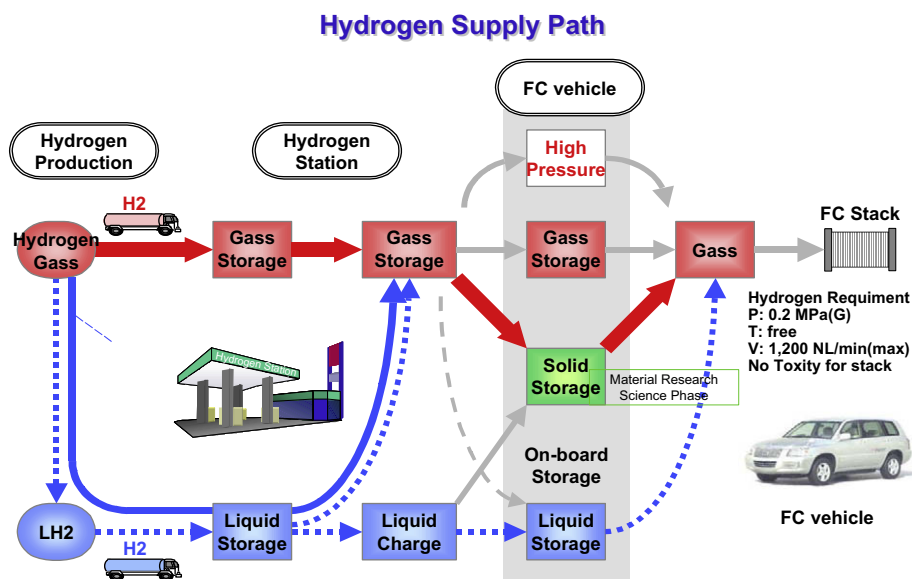 Hydrogen Supply Path
FC vehicle
Hydrogen
Production
Hydrogen
Station
High
Pressure
H2
FC Stack
Hydrogen
Gass
Gass
Storage
Gass
Storage
Gass
Storage
Gass
Hydrogen Requiment
P: 0.2 MPa(G)
T: free
V: 1,200 NL/min(max)
No Toxity for stack
Hydrogen Station
Solid
Storage
Material Research
Science Phase
On-board
Storage
LH2
Liquid
Storage
Liquid
Charge
Liquid
Storage
FC vehicle
H2